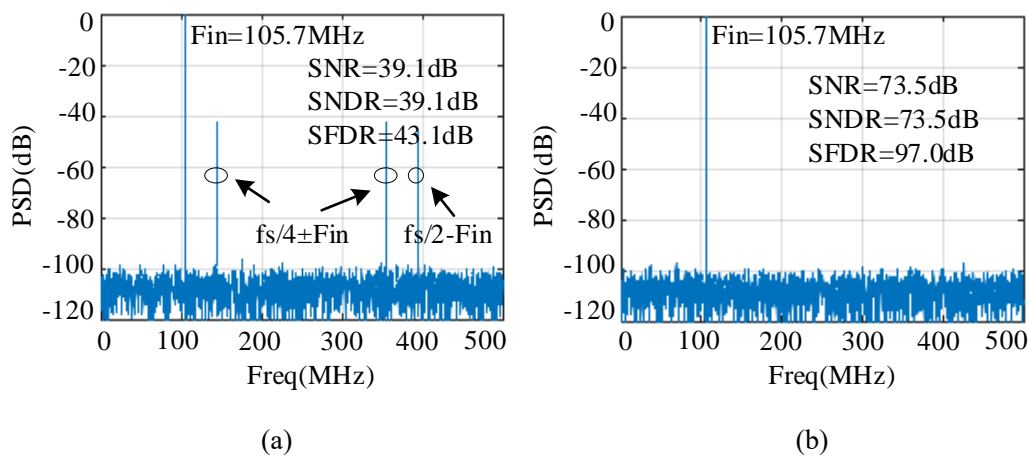 0
-20
-40
-60
-80
-100
-120
PSD(dB)
Fin=105.7MHz
SNR=39.1dB
SNDR=39.1dB
SFDR=43.1dB
fs/4±Fin
fs/2-Fin
0
100
200
300
400
500
Freq(MHz)
(a)
0
-20
-40
-60
-80
-100
-120
PSD(dB)
Fin=105.7MHz
SNR=73.5dB
SNDR=73.5dB
SFDR=97.0dB
0
100
200
300
400
500
Freq(MHz)
(b)